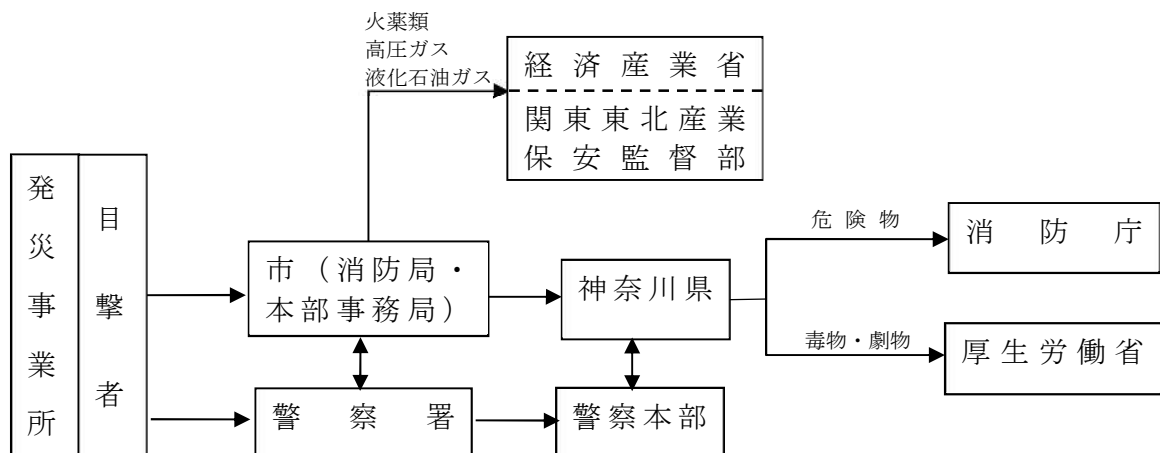 火薬類
高圧ガス
液化石油ガス
経済産業省
関東東北産業
保安監督部
発災事業所
目撃者
市（消防局・
本部事務局）
神奈川県
危険物
消防庁
毒物・劇物
厚生労働省
警察署
警察本部